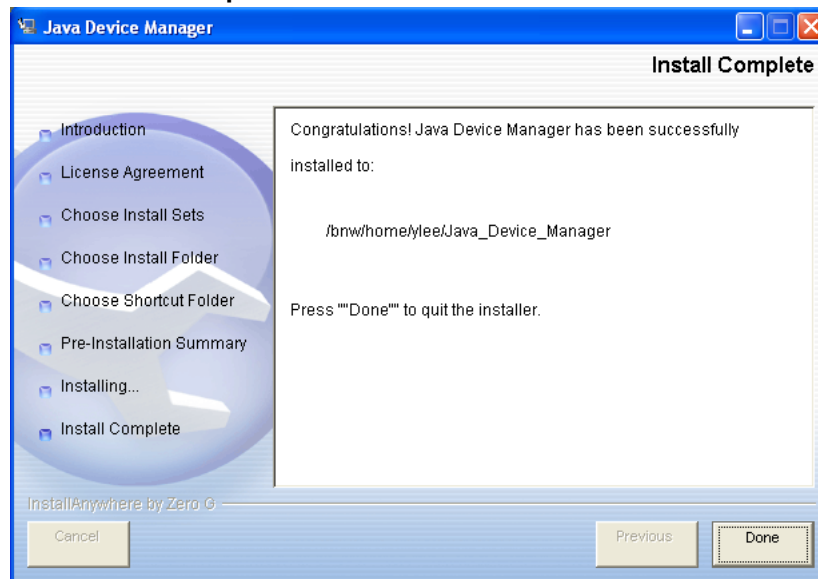 Java Device Manager
Install Complete
Introduction
License Agreement
Choose Install Sets
Choose Install Folder
Choose Shortcut Folder
Pre-Installation Summary
Installing...
Install Complete
Congratulations! Java Device Manager has been successfully
installed to:
/bnw/home/ylee/Java_Device_Manager
Press ""Done"" to quit the installer.
InstallAnywhere by Zero G
Cancel
Previous
Done